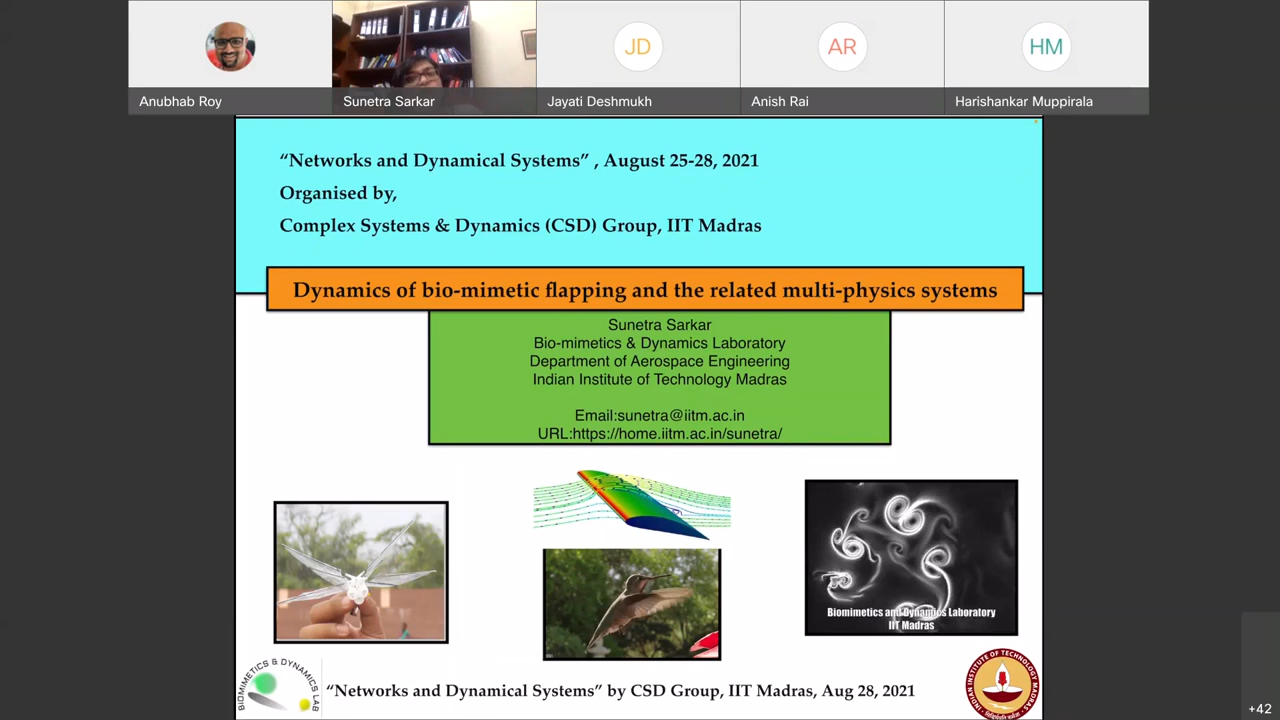 JD
AR
HM
Anubhab Roy
Sunetra Sarkar
Jayati Deshmukh
Anish Rai
Harishankar Muppirala
“Networks and Dynamical Systems” , August 25-28, 2021
Organised by,
Complex Systems & Dynamics (CSD) Group, IIT Madras
Dynamics of bio-mimetic flapping and the related multi-physics systems
Sunetra Sarkar
Bio-mimetics & Dynamics Laboratory
Department of Aerospace Engineering
Indian Institute of Technology Madras
Email:sunetra@iitm.ac.in
URL:https://home.iitm.ac.in/sunetra/
Biomimetics and Dynamics Laboratory
IIT Madras
BIOMIMETICS & DYNAMICS LAB
“Networks and Dynamical Systems” by CSD Group, IIT Madras, Aug 28, 2021
INDIAN INSTITUTE OF TECHNOLOGY MADRAS
+42